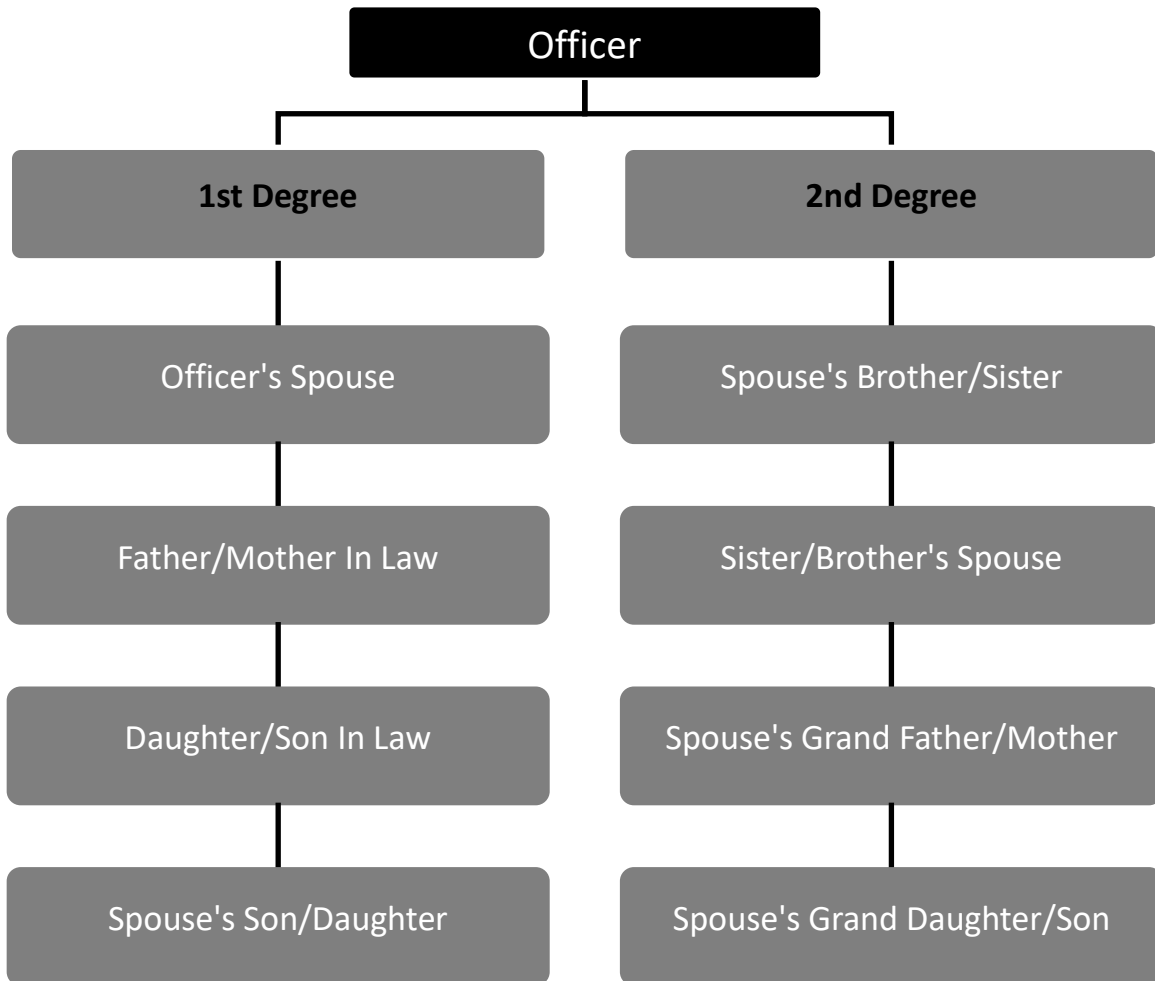 Officer
1st Degree
2nd Degree
Officer's Spouse
Spouse's Brother/Sister
Father/Mother In Law
Sister/Brother's Spouse
Daughter/Son In Law
Spouse's Grand Father/Mother
Spouse's Son/Daughter
Spouse's Grand Daughter/Son